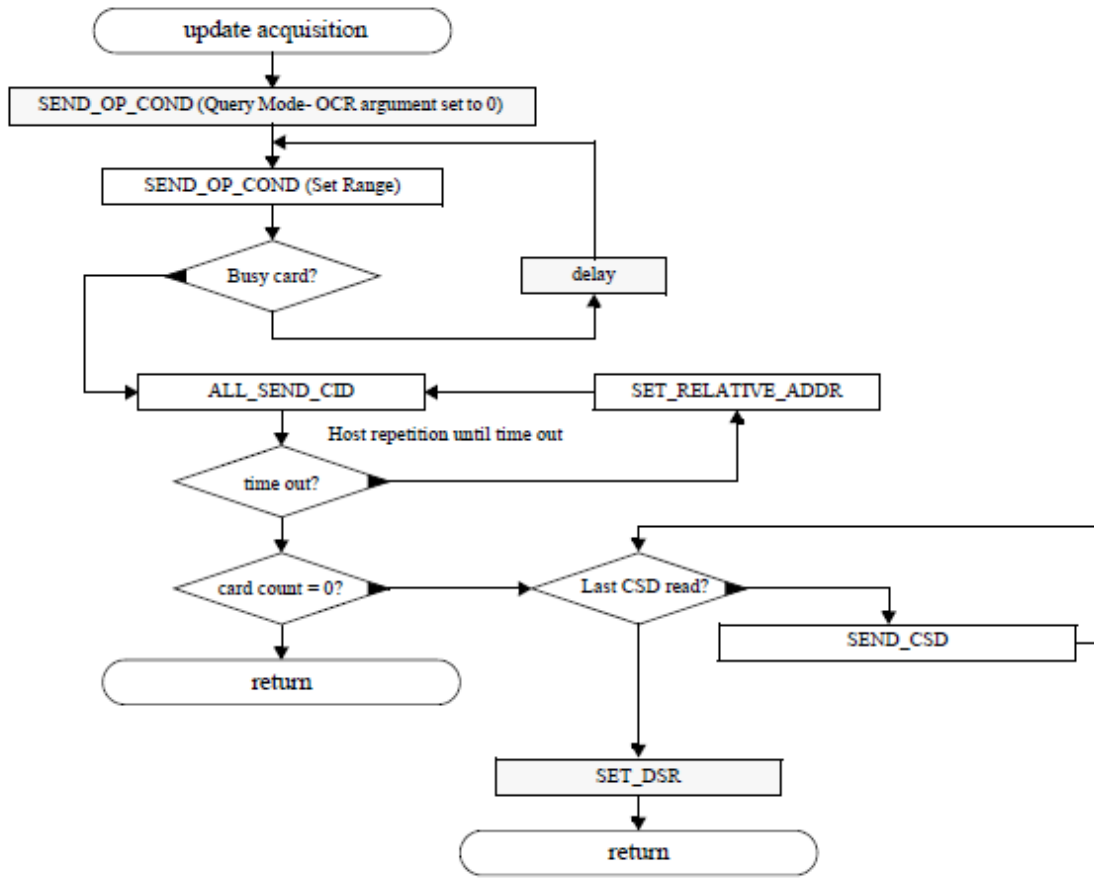 update acquisition
SEND_OP_COND (Query Mode- OCR argument set to 0)
SEND_OP_COND (Set Range)
Busy card?
delay
ALL_SEND_CID
SET_RELATIVE_ADDR
Host repetition until time out
time out?
card count = 0?
Last CSD read?
SEND_CSD
return
SET_DSR
return